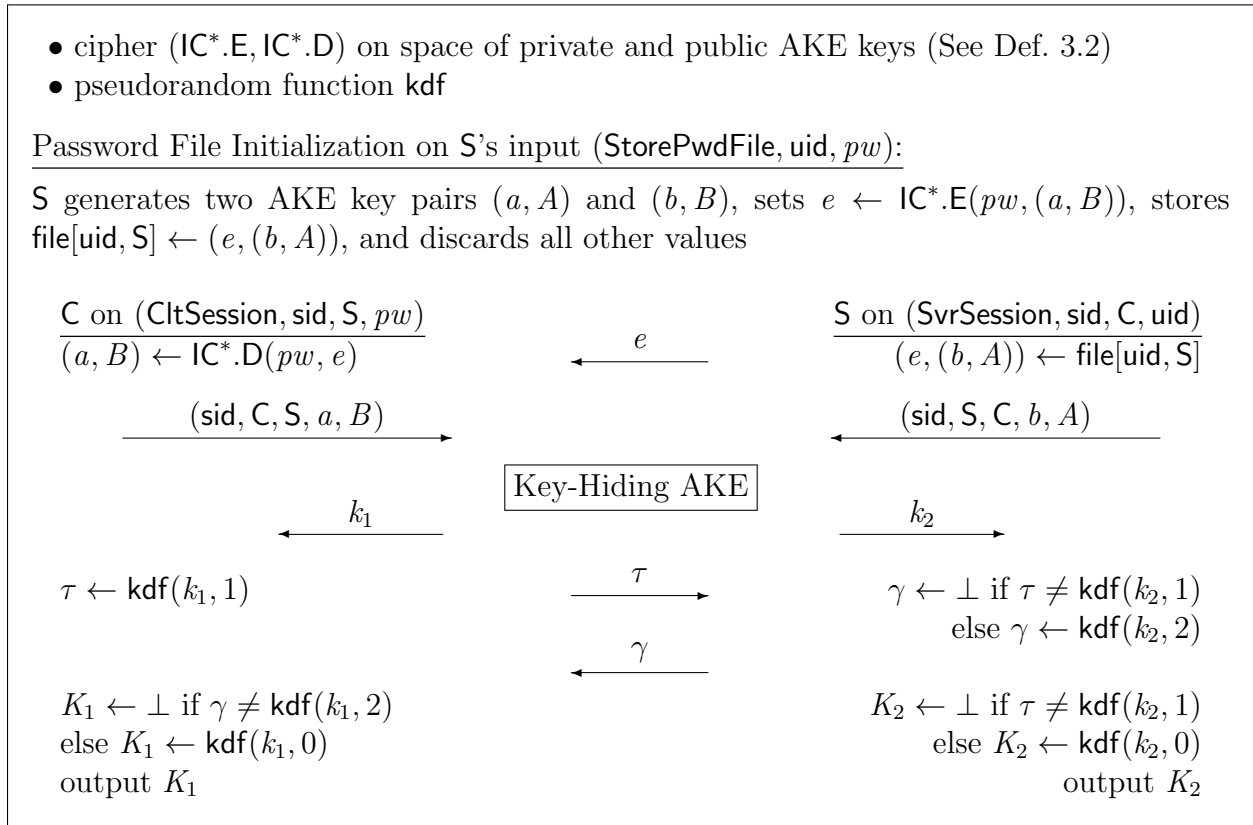 • cipher (IC*.E, IC*.D) on space of private and public AKE keys (See Def. 3.2)
• pseudorandom function kdf
Password File Initialization on S's input (StorePwdFile, uid, pw):
S generates two AKE key pairs (a, A) and (b, B), sets e ← IC*.E(pw, (a, B)), stores
file[uid, S] ← (e, (b, A)), and discards all other values
C on (CltSession, sid, S, pw)
S on (SvrSession, sid, C, uid)
(a, B) ← IC*.D(pw, e)
e
(e, (b, A)) ← file[uid, S]
(sid, C, S, a, B)
(sid, S, C, b, A)
Key-Hiding AKE
k₁
k₂
τ ← kdf(k₁, 1)
τ
γ ← ⊥ if τ ≠ kdf(k₂, 1)
else γ ← kdf(k₂, 2)
γ
K₁ ← ⊥ if γ ≠ kdf(k₁, 2)
K₂ ← ⊥ if τ ≠ kdf(k₂, 1)
else K₁ ← kdf(k₁, 0)
else K₂ ← kdf(k₂, 0)
output K₁
output K₂